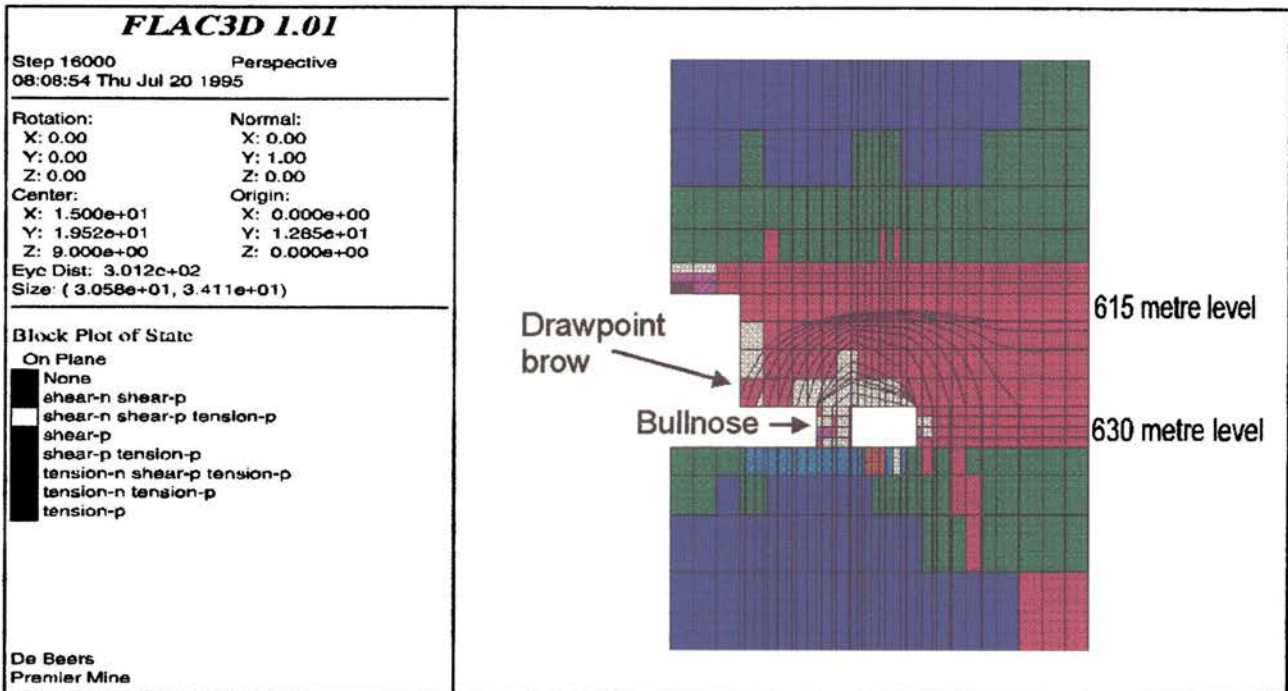 FLAC3D 1.01
Step 16000 Perspective
08:08:54 Thu Jul 20 1995
Rotation: Normal:
X: 0.00 X: 0.00
Y: 0.00 Y: 1.00
Z: 0.00 Z: 0.00
Center: Origin:
X: 1.500e+01 X: 0.000e+00
Y: 1.952e+01 Y: 1.285e+01
Z: 9.000e+00 Z: 0.000e+00
Eye Dist: 3.012e+02
Size: ( 3.058e+01, 3.411e+01)
Block Plot of State
On Plane
None
shear-n shear-p
shear-n shear-p tension-p
shear-p
shear-p tension-p
tension-n shear-p tension-p
tension-n tension-p
tension-p
De Beers
Premier Mine
615 metre level
Drawpoint
brow
Bullnose
630 metre level